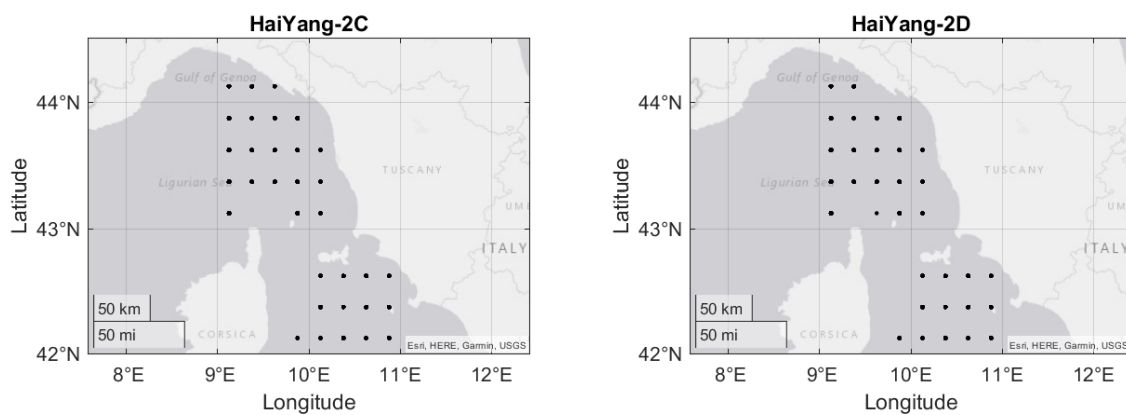 HaiYang-2C
Gulf of Genoa
44°N
TUSCANY
Ligurian Sea
UM
43°N
ITALY
Latitude
50 km
50 mi
CORSICA
Esri, HERE, Garmin, USGS
42°N
8°E 9°E 10°E 11°E 12°E
Longitude
HaiYang-2D
Gulf of Genoa
44°N
TUSCANY
Ligurian Sea
UM
43°N
ITALY
Latitude
50 km
50 mi
CORSICA
Esri, HERE, Garmin, USGS
42°N
8°E 9°E 10°E 11°E 12°E
Longitude